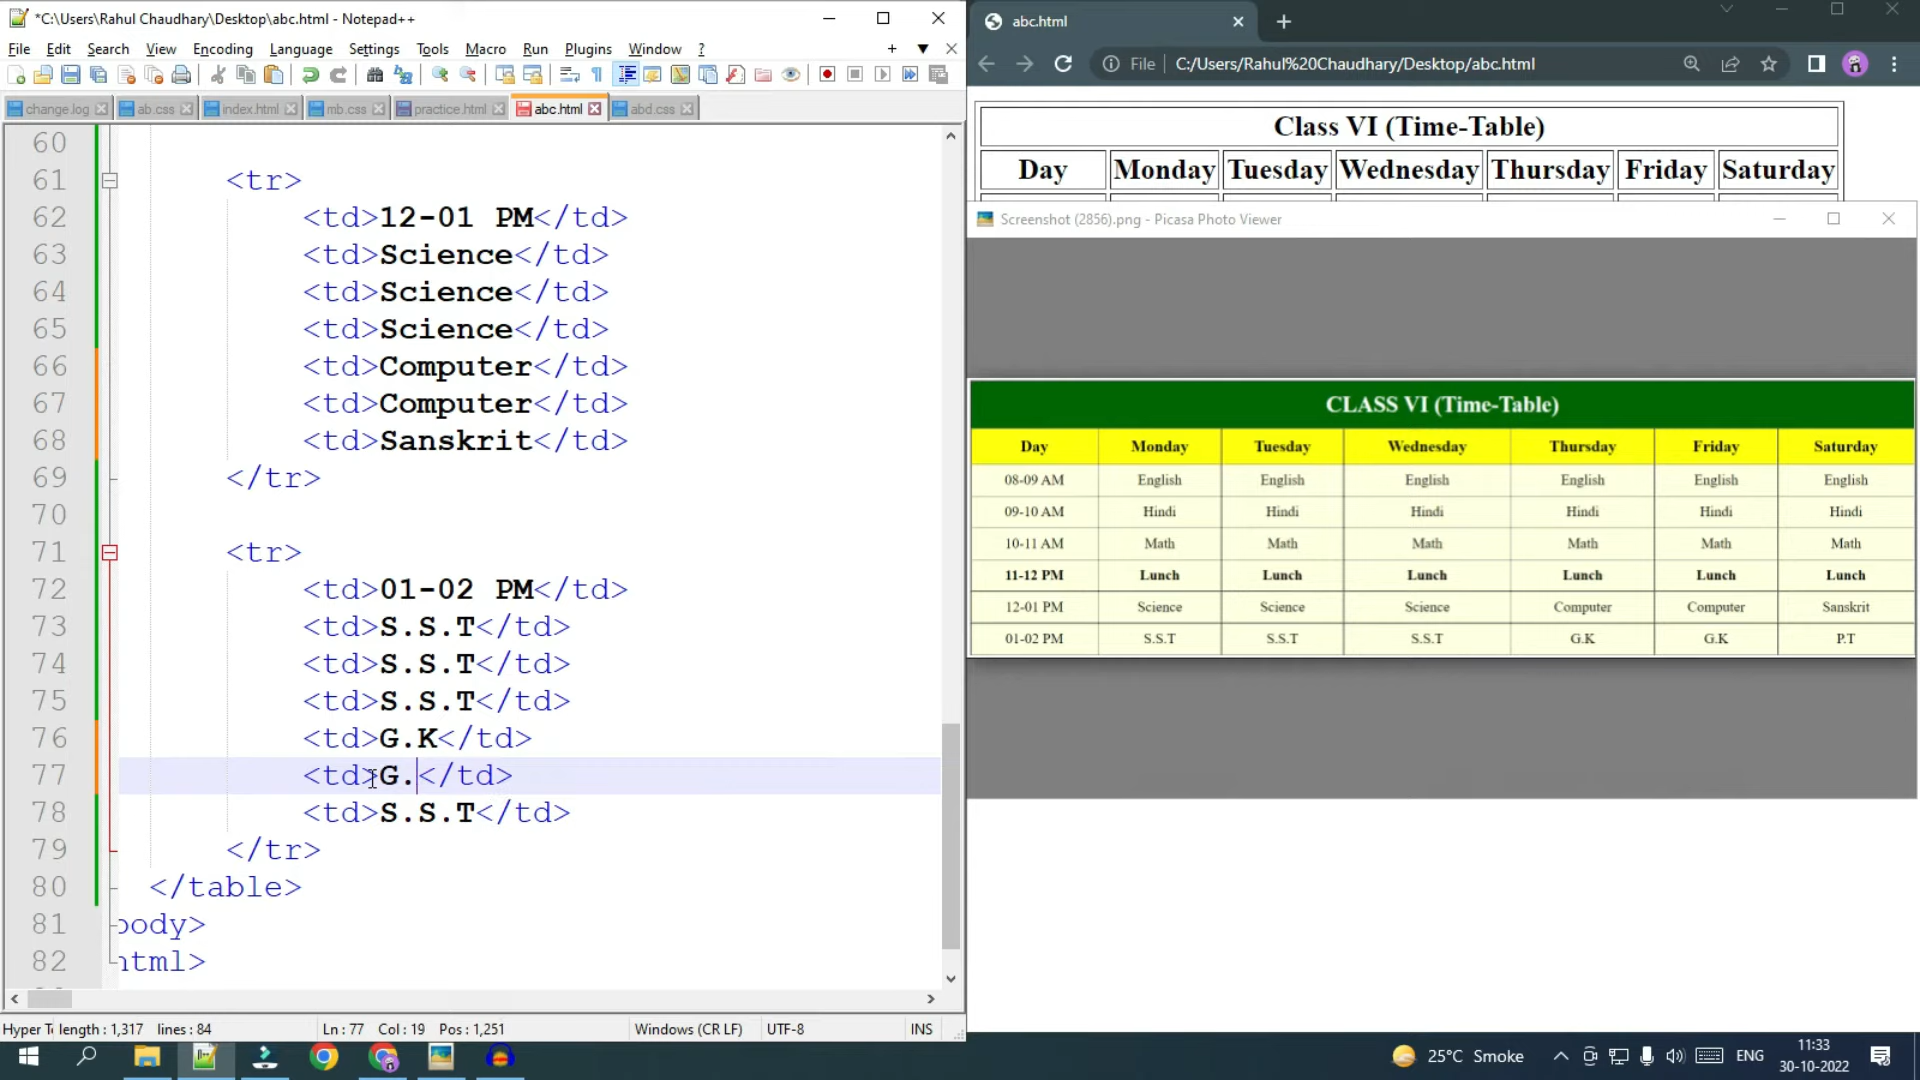 *C:\Users\Rahul Chaudhary\Desktop\abc.html - Notepad++
File Edit Search View Encoding Language Settings Tools Macro Run Plugins Window ?
change.log ab.css index.html mb.css practice.html abc.html abd.css
60
61 <tr>
62 <td>12-01 PM</td>
63 <td>Science</td>
64 <td>Science</td>
65 <td>Science</td>
66 <td>Computer</td>
67 <td>Computer</td>
68 <td>Sanskrit</td>
69 </tr>
70
71 <tr>
72 <td>01-02 PM</td>
73 <td>S.S.T</td>
74 <td>S.S.T</td>
75 <td>S.S.T</td>
76 <td>G.K</td>
77 <td>G.</td>
78 <td>S.S.T</td>
79 </tr>
80 </table>
81 body>
82 html>
Hyper T length : 1,317 lines : 84 Ln : 77 Col : 19 Pos : 1,251 Windows (CR LF) UTF-8 INS
abc.html
File C:/Users/Rahul%20Chaudhary/Desktop/abc.html
Class VI (Time-Table)
Day Monday Tuesday Wednesday Thursday Friday Saturday
Screenshot (2856).png - Picasa Photo Viewer
CLASS VI (Time-Table)
Day Monday Tuesday Wednesday Thursday Friday Saturday
08-09 AM English English English English English English
09-10 AM Hindi Hindi Hindi Hindi Hindi Hindi
10-11 AM Math Math Math Math Math Math
11-12 PM Lunch Lunch Lunch Lunch Lunch Lunch
12-01 PM Science Science Science Computer Computer Sanskrit
01-02 PM S.S.T S.S.T S.S.T G.K G.K P.T
25°C Smoke ENG 11:33
30-10-2022